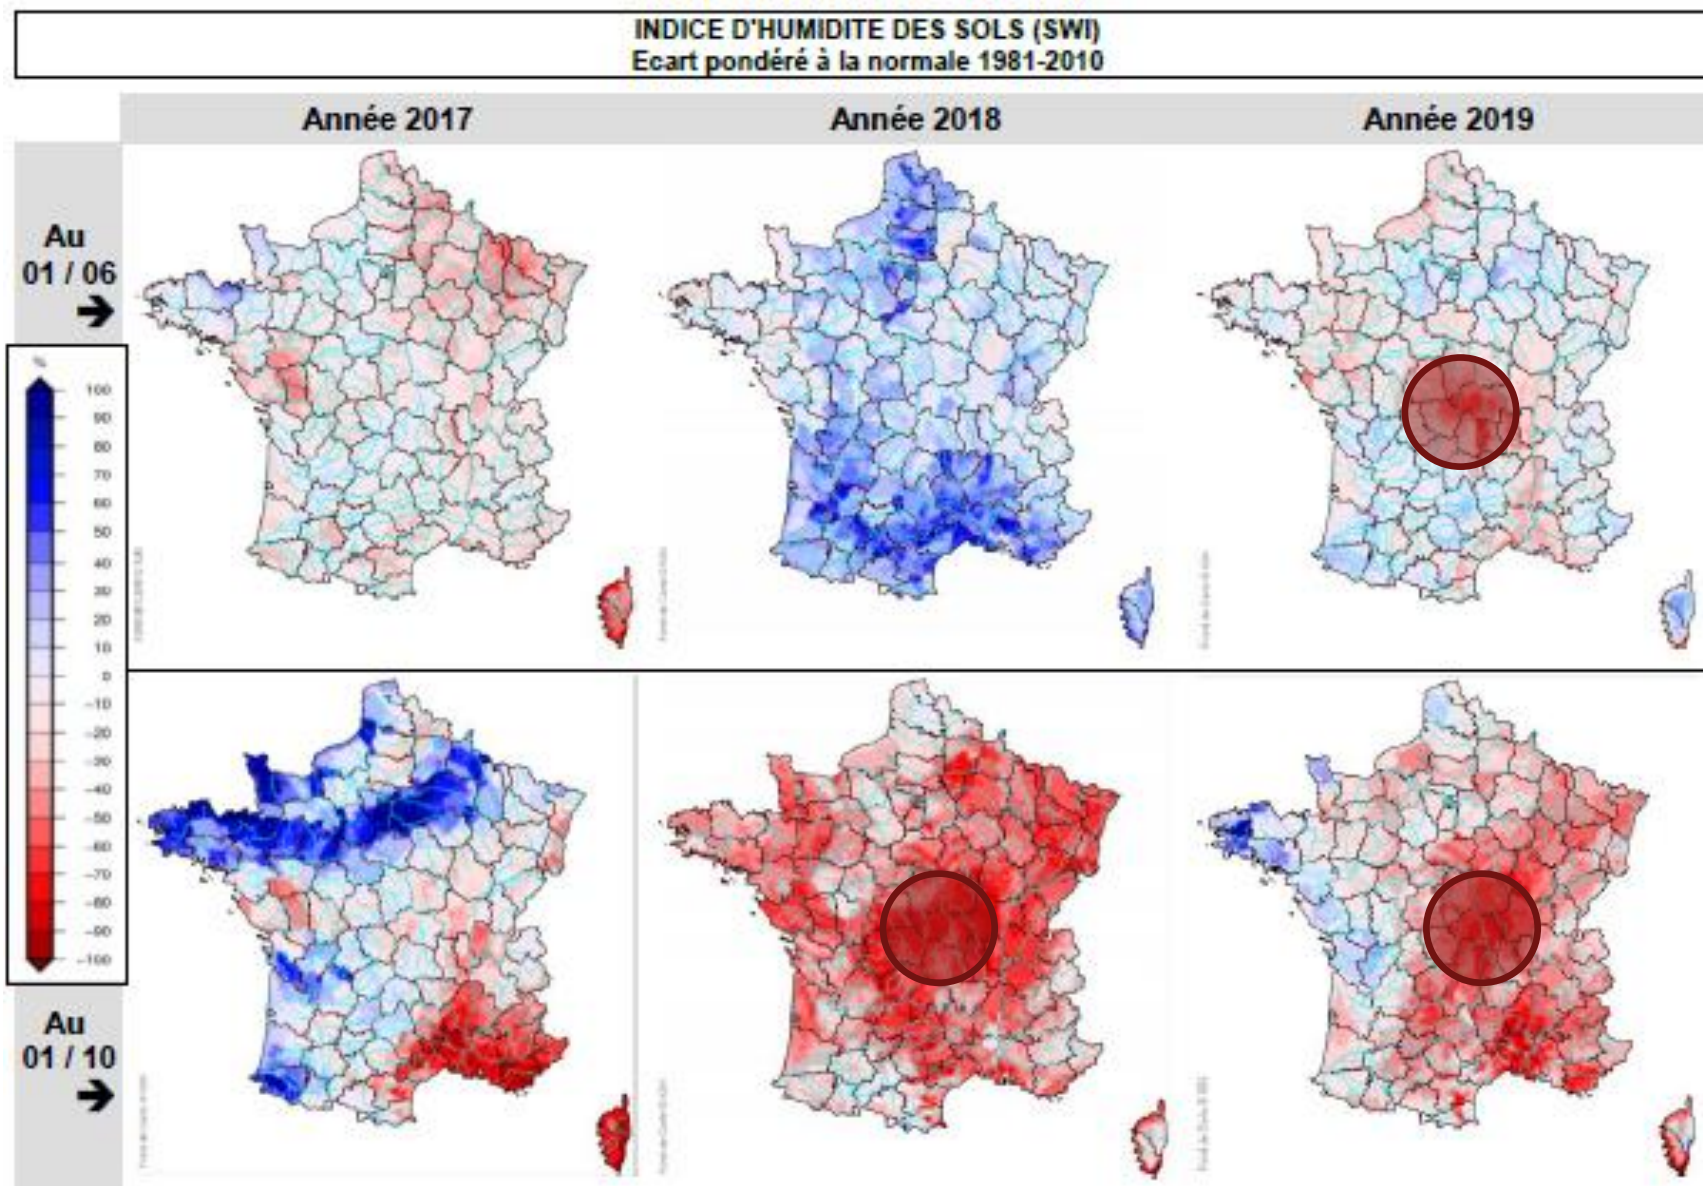 INDICE D'HUMIDITE DES SOLS (SWI)
Ecart pondéré à la normale 1981-2010
Année 2017
Année 2018
Année 2019
Au
01 / 06
➔
%
100
90
80
70
60
50
40
30
20
10
0
-10
-20
-30
-40
-50
-60
-70
-80
-90
-100
Au
01 / 10
➔